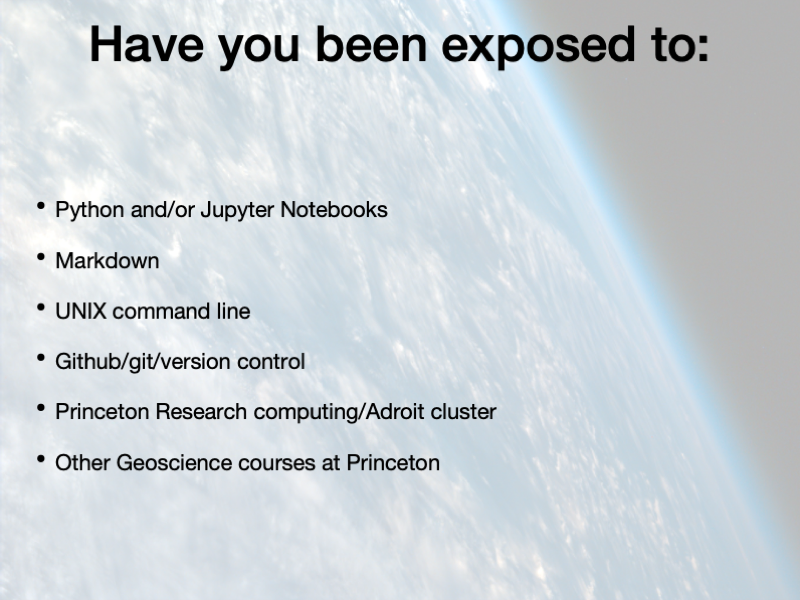 Have you been exposed to:
• Python and/or Jupyter Notebooks
• Markdown
• UNIX command line
• Github/git/version control
• Princeton Research computing/Adroit cluster
• Other Geoscience courses at Princeton